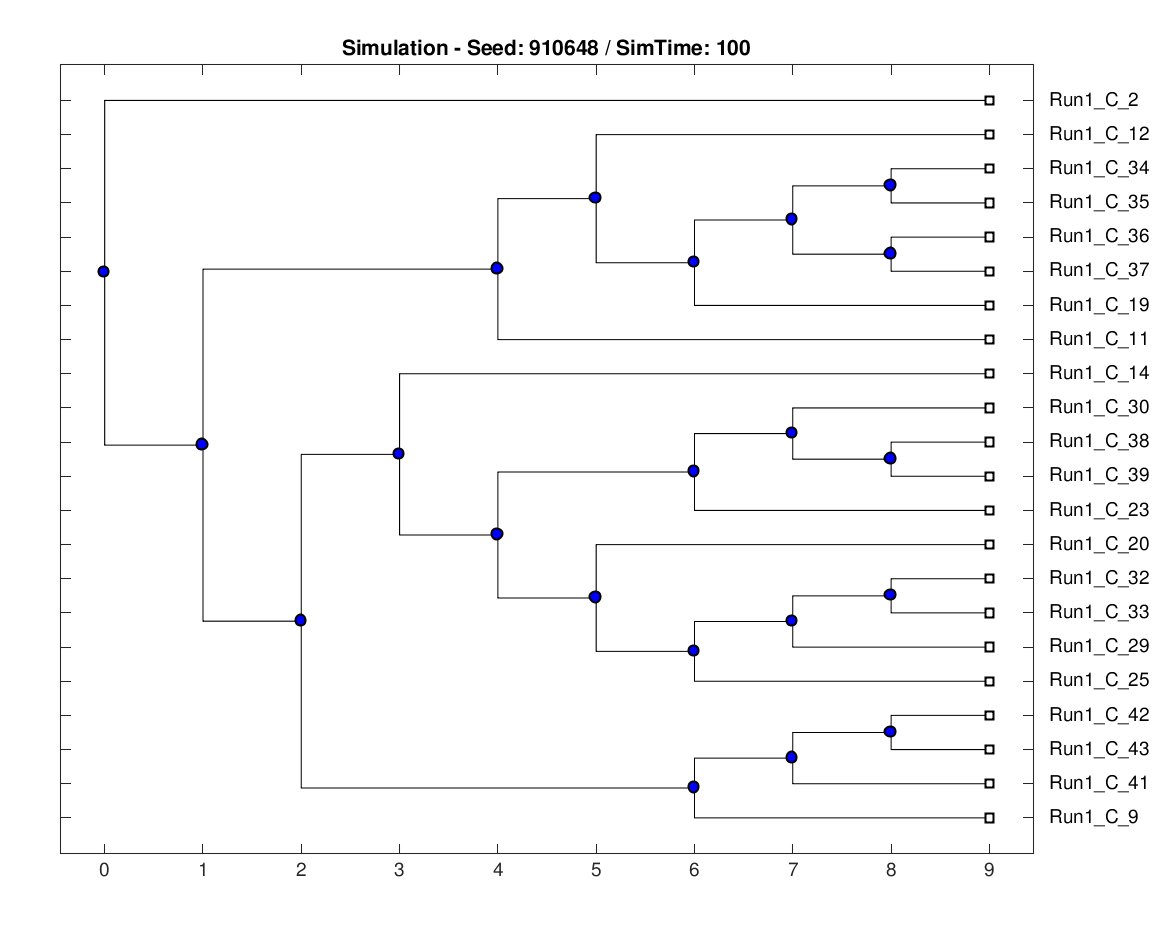 Simulation - Seed: 910648 / SimTime: 100
Run1_C_2
Run1_C_12
Run1_C_34
Run1_C_35
Run1_C_36
Run1_C_37
Run1_C_19
Run1_C_11
Run1_C_14
Run1_C_30
Run1_C_38
Run1_C_39
Run1_C_23
Run1_C_20
Run1_C_32
Run1_C_33
Run1_C_29
Run1_C_25
Run1_C_42
Run1_C_43
Run1_C_41
Run1_C_9
0 1 2 3 4 5 6 7 8 9